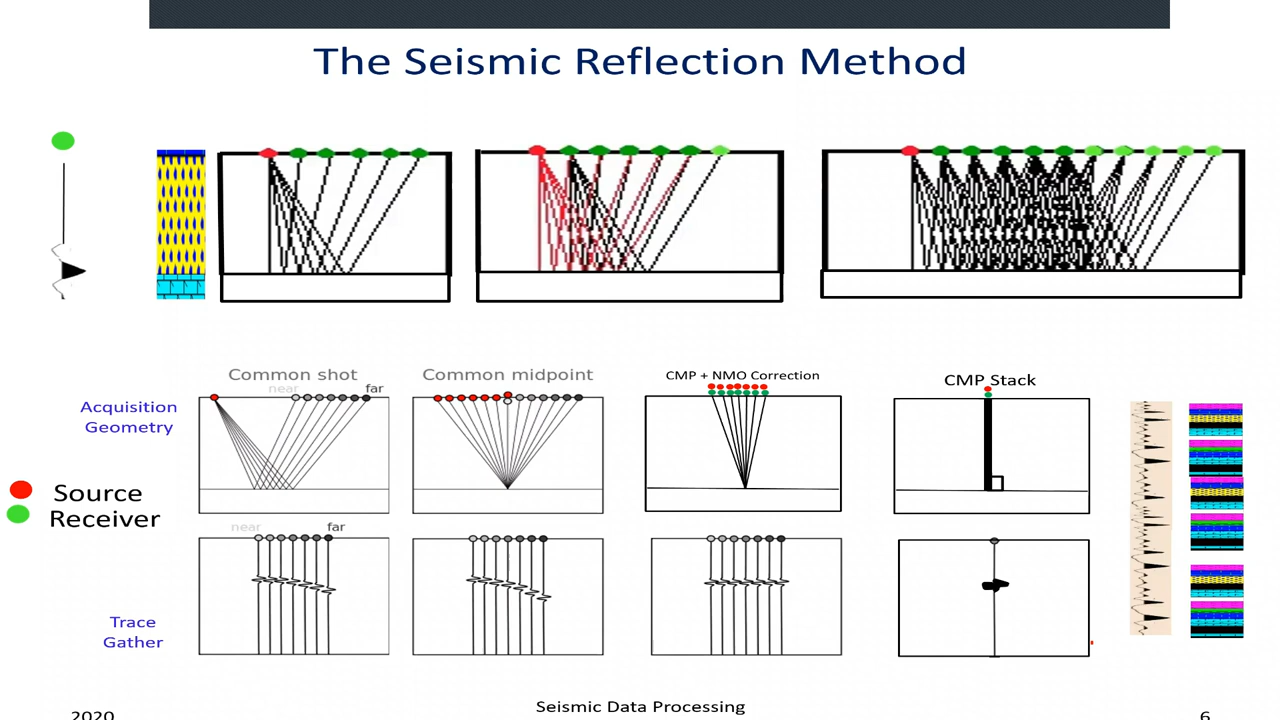 The Seismic Reflection Method
Common shot
near
far
Common midpoint
CMP + NMO Correction
CMP Stack
Acquisition
Geometry
Source
Receiver
near
far
Trace
Gather
Seismic Data Processing
2020
6